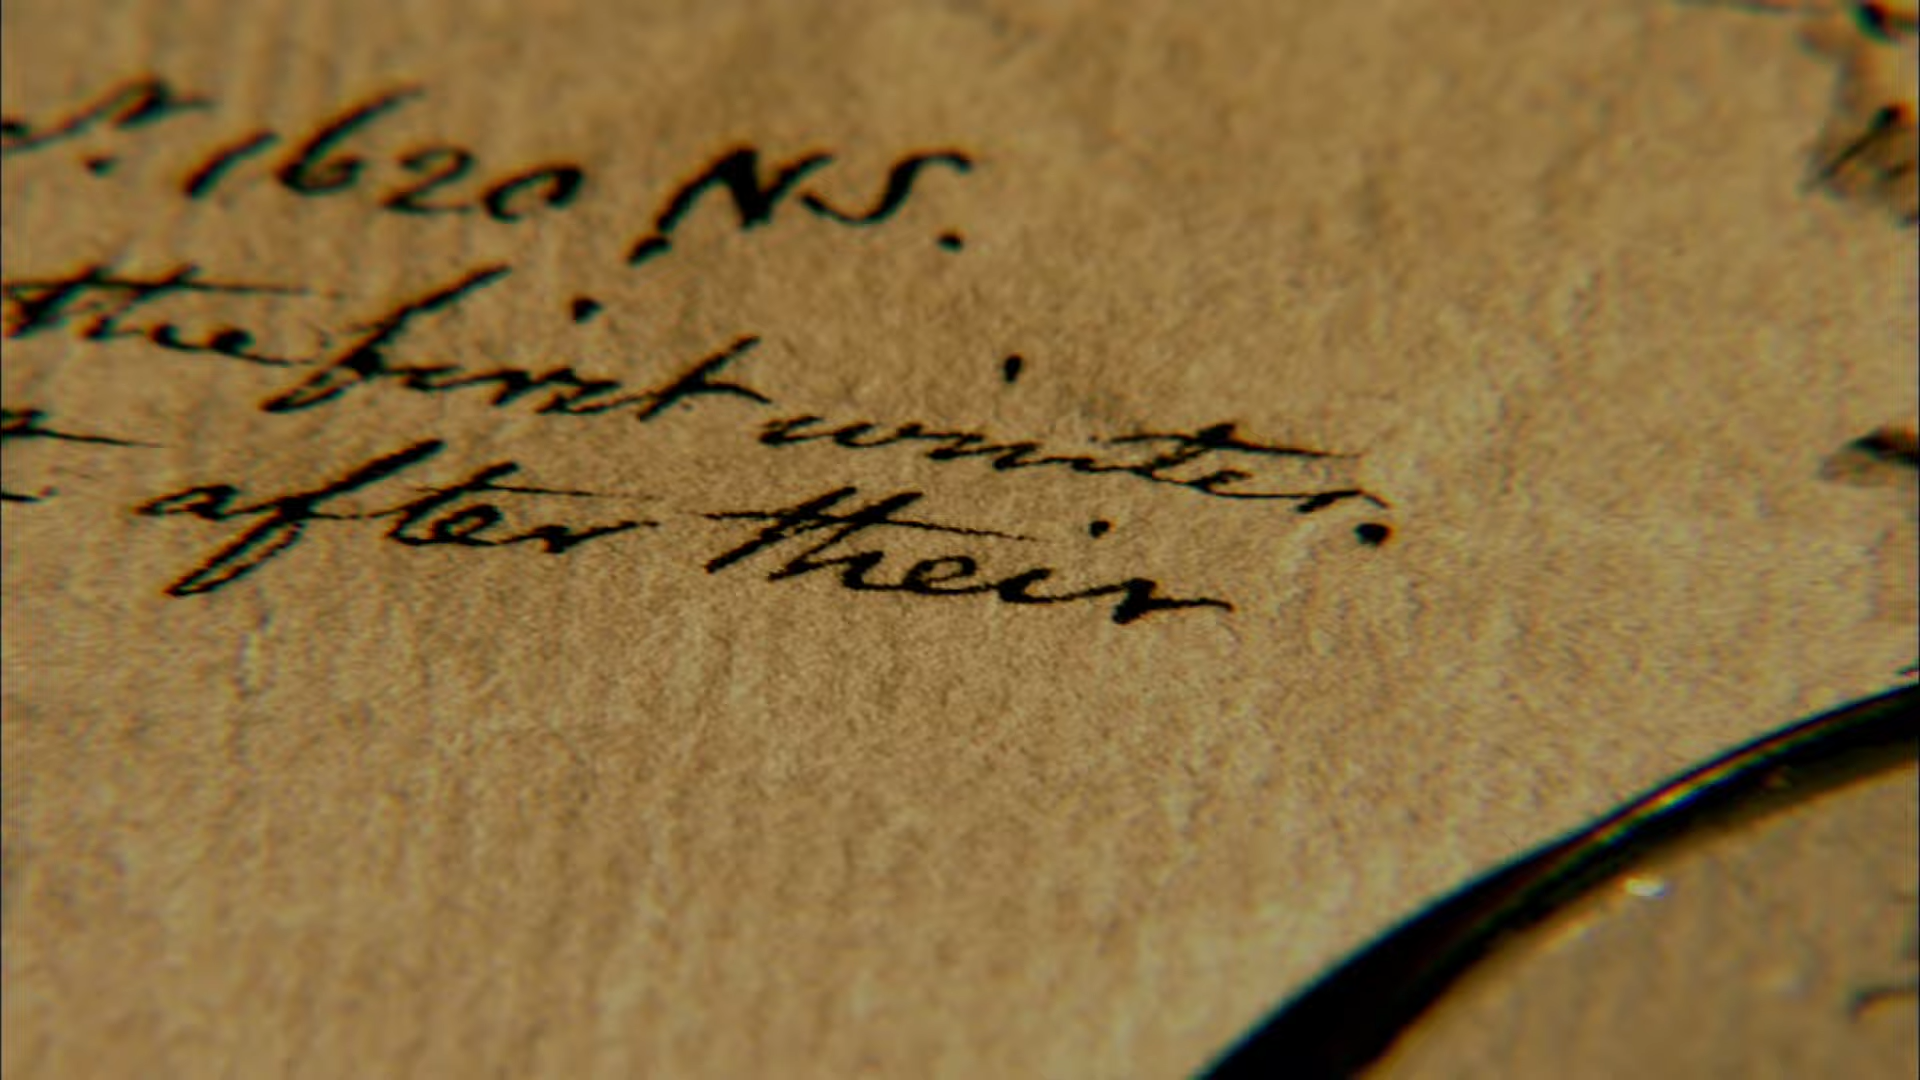 1620 N.S.
the first winter.
after their